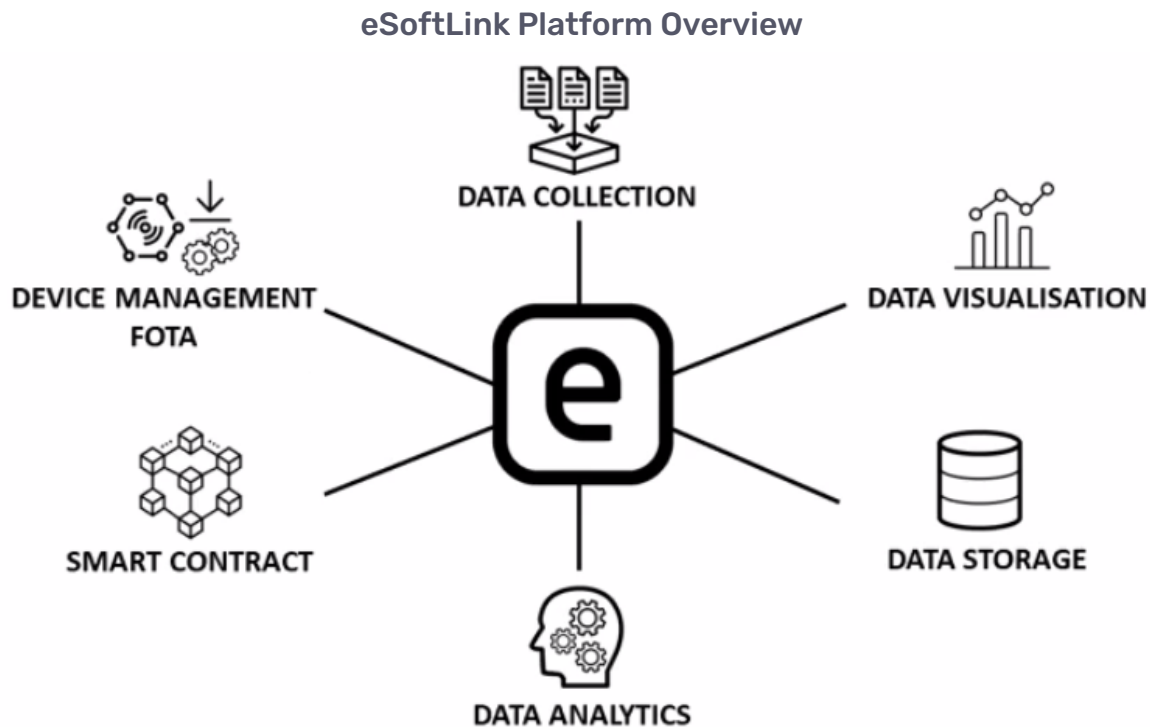 eSoftLink Platform Overview
DATA COLLECTION
DEVICE MANAGEMENT
FOTA
DATA VISUALISATION
e
SMART CONTRACT
DATA STORAGE
DATA ANALYTICS